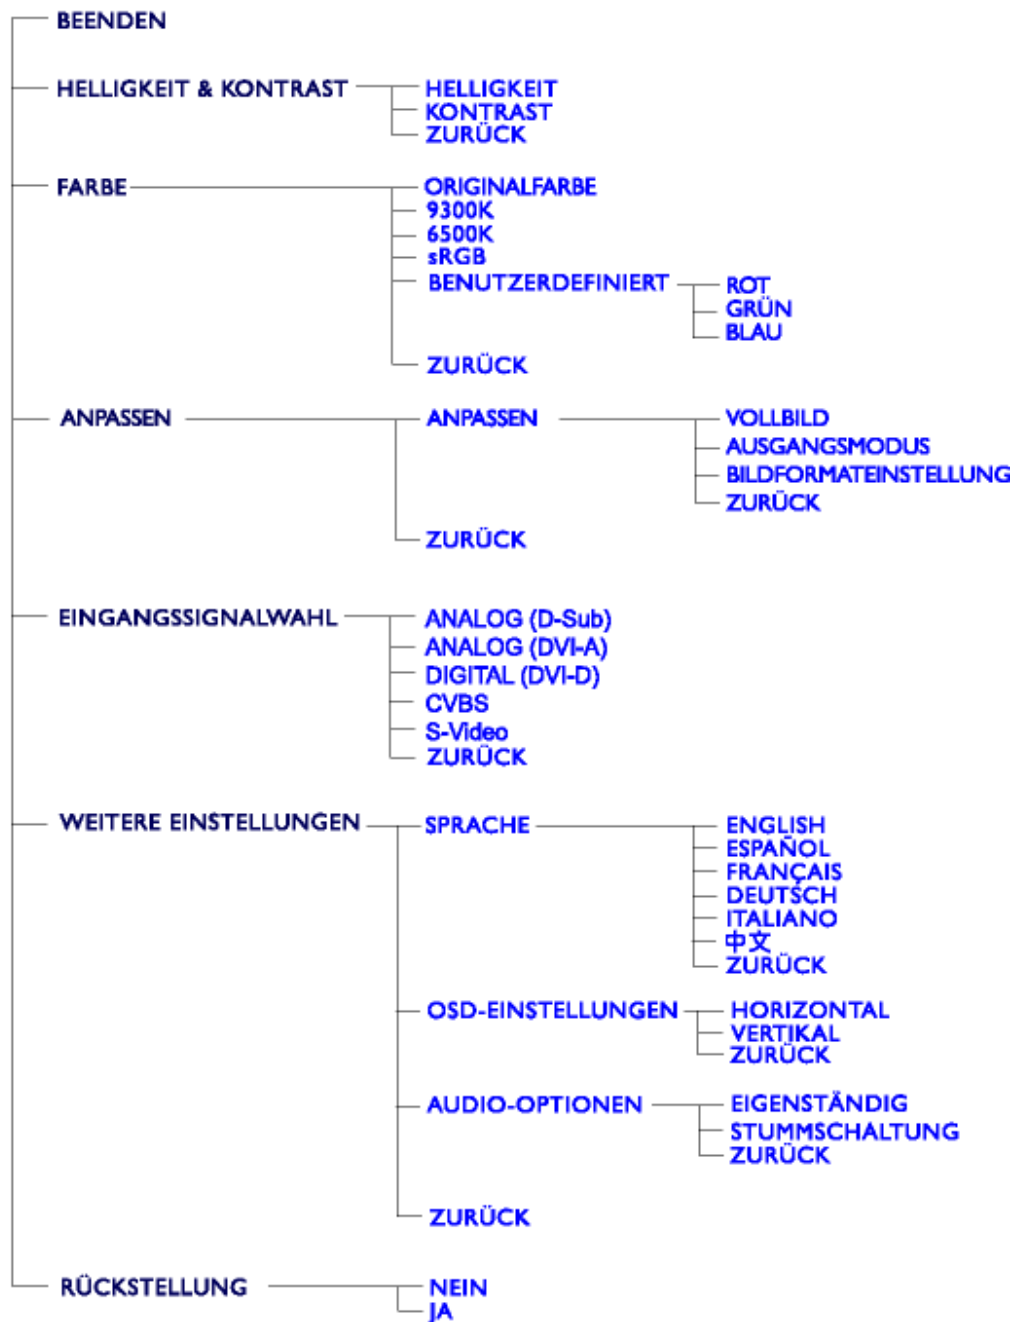 BEENDEN
HELLIGKEIT & KONTRAST
HELLIGKEIT
KONTRAST
ZURÜCK
FARBE
ORIGINALFARBE
9300K
6500K
sRGB
BENUTZERDEFINIERT
ROT
GRÜN
BLAU
ZURÜCK
ANPASSEN
ANPASSEN
VOLLBILD
AUSGANGSMODUS
BILDFORMATEINSTELLUNG
ZURÜCK
ZURÜCK
EINGANGSSIGNALWAHL
ANALOG (D-Sub)
ANALOG (DVI-A)
DIGITAL (DVI-D)
CVBS
S-Video
ZURÜCK
WEITERE EINSTELLUNGEN
SPRACHE
ENGLISH
ESPAÑOL
FRANÇAIS
DEUTSCH
ITALIANO
中文
ZURÜCK
OSD-EINSTELLUNGEN
HORIZONTAL
VERTIKAL
ZURÜCK
AUDIO-OPTIONEN
EIGENSTÄNDIG
STUMMSCHALTUNG
ZURÜCK
ZURÜCK
RÜCKSTELLUNG
NEIN
JA